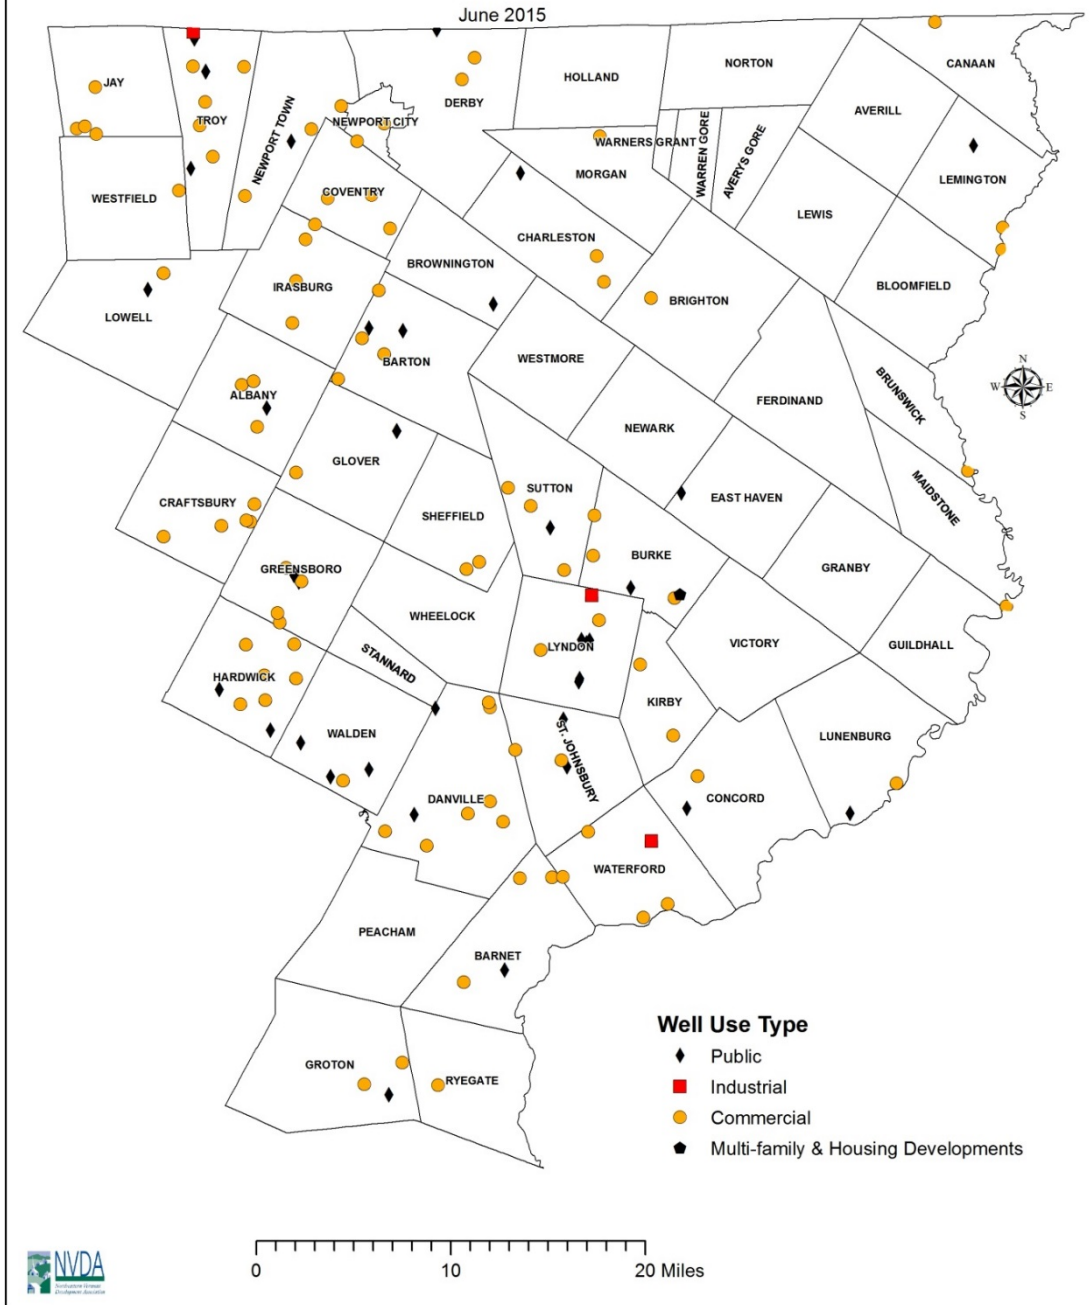 June 2015
CANAAN
NORTON
HOLLAND
JAY
DERBY
AVERILL
TROY
NEWPORT CITY
NEWPORT TOWN
WARNERS GRANT
WARREN GORE
AVERYS GORE
MORGAN
LEMINGTON
COVENTRY
WESTFIELD
LEWIS
CHARLESTON
BROWNINGTON
IRASBURG
BLOOMFIELD
BRIGHTON
LOWELL
WESTMORE
BARTON
N
W
E
S
ALBANY
BRUNSWICK
FERDINAND
NEWARK
GLOVER
SUTTON
EAST HAVEN
MAIDSTONE
CRAFTSBURY
SHEFFIELD
BURKE
GREENSBORO
GRANBY
WHEELOCK
LYNDON
VICTORY
GUILDHALL
STANNARD
HARDWICK
KIRBY
WALDEN
LUNENBURG
ST. JOHNSBURY
DANVILLE
CONCORD
WATERFORD
PEACHAM
BARNET
GROTON
RYEGATE
Well Use Type
Public
Industrial
Commercial
Multi-family & Housing Developments
0
10
20 Miles
NVDA
Northeastern Vermont
Development Association